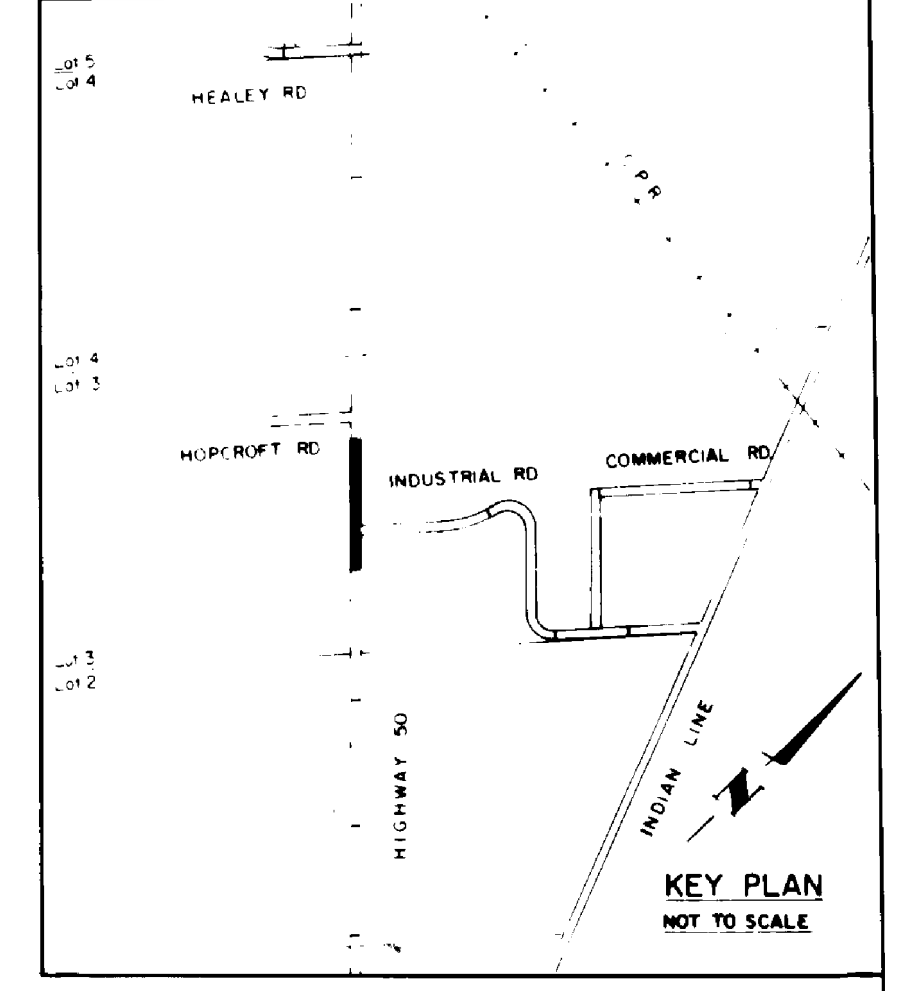 Lot 5
Lot 4
HEALEY RD
CPR
Lot 4
Lot 3
HOPCROFT RD
INDUSTRIAL RD
COMMERCIAL RD.
Lot 3
Lot 2
HIGHWAY 50
INDIAN LINE
N
KEY PLAN
NOT TO SCALE